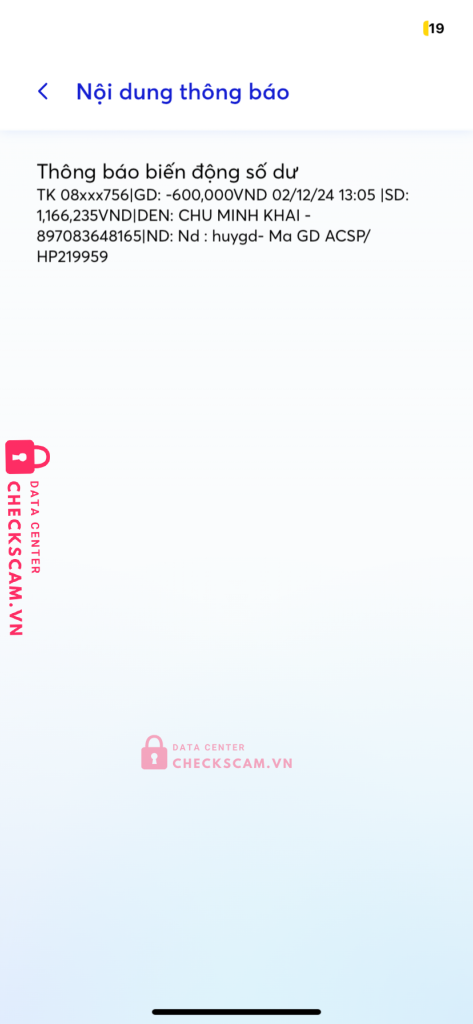 19
Nội dung thông báo
Thông báo biến động số dư
TK 08xxx756|GD: -600,000VND 02/12/24 13:05 |SD:
1,166,235VND|DEN: CHU MINH KHAI -
897083648165|ND: Nd : huygd- Ma GD ACSP/
HP219959
DATA CENTER
CHECKSCAM.VN
DATA CENTER
CHECKSCAM.VN